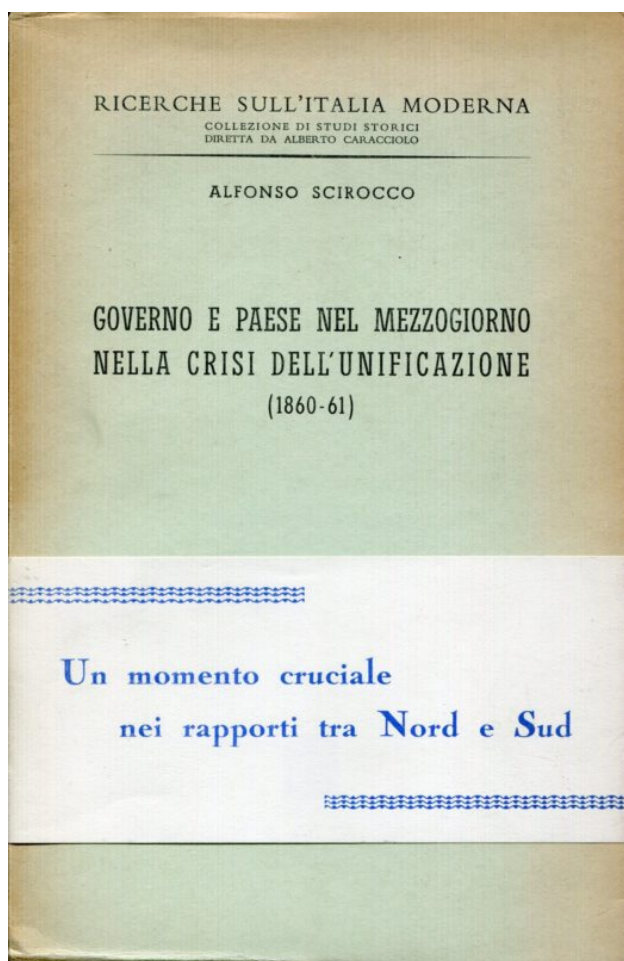 RICERCHE SULL'ITALIA MODERNA
COLLEZIONE DI STUDI STORICI
DIRETTA DA ALBERTO CARACCIOLO
ALFONSO SCIROCCO
GOVERNO E PAESE NEL MEZZOGIORNO
NELLA CRISI DELL'UNIFICAZIONE
(1860-61)
Un momento cruciale
nei rapporti tra Nord e Sud